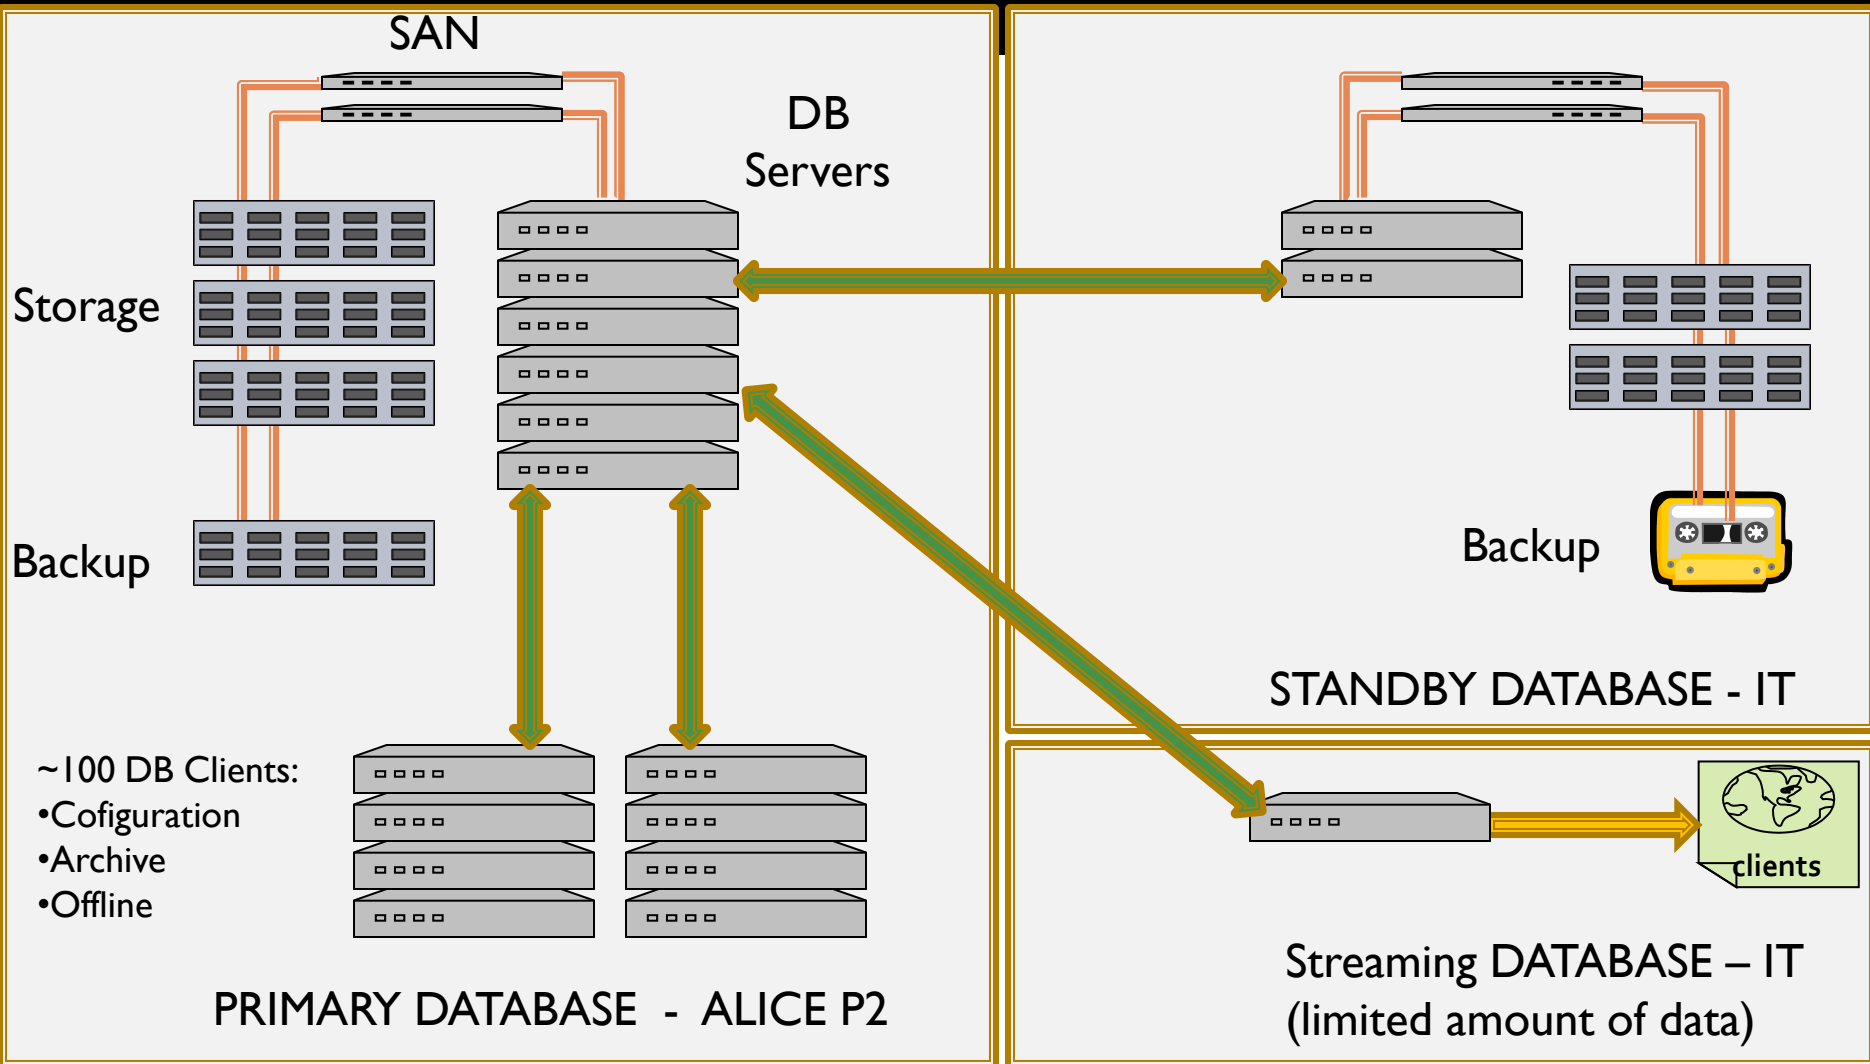 SAN
DB
Servers
Storage
Backup
~100 DB Clients:
•Cofiguration
•Archive
•Offline
PRIMARY DATABASE - ALICE P2
Backup
STANDBY DATABASE - IT
clients
Streaming DATABASE – IT
(limited amount of data)